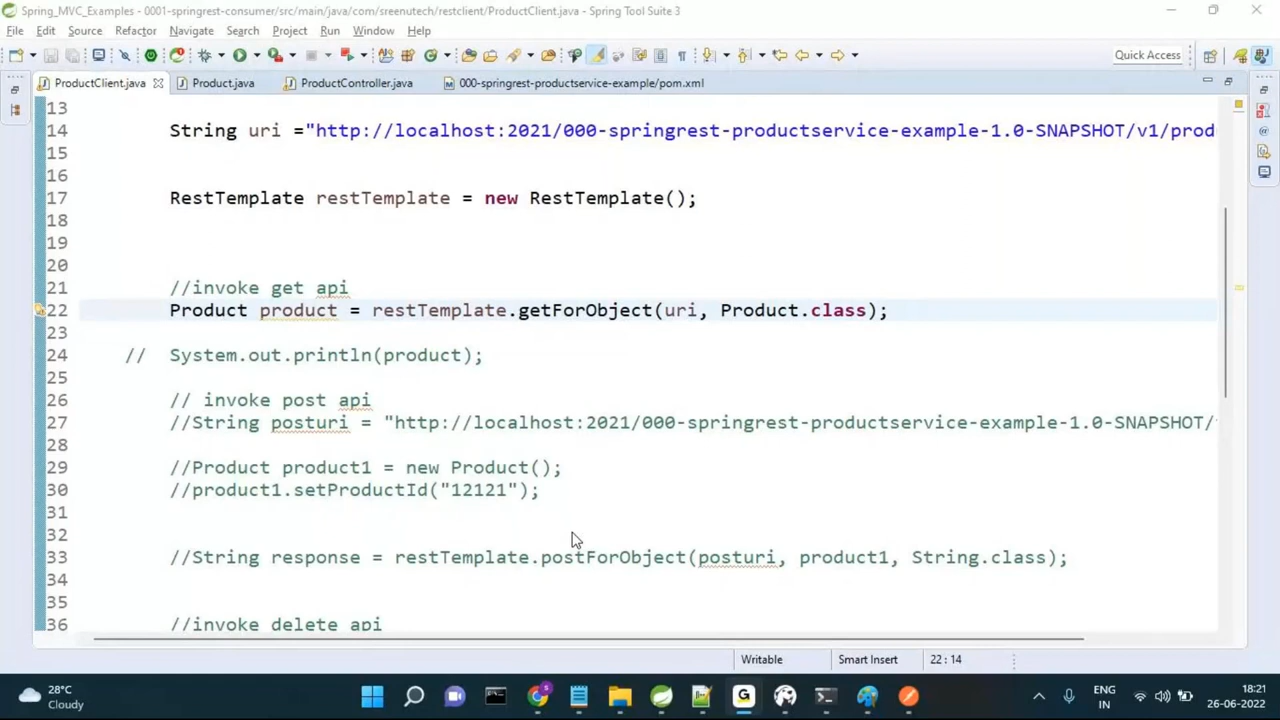 Spring_MVC_Examples - 0001-springrest-consumer/src/main/java/com/sreenutech/restclient/ProductClient.java - Spring Tool Suite 3
File Edit Source Refactor Navigate Search Project Run Window Help
Quick Access
ProductClient.java Product.java ProductController.java 000-springrest-productservice-example/pom.xml
13
14 String uri ="http://localhost:2021/000-springrest-productservice-example-1.0-SNAPSHOT/v1/prod
15
16
17 RestTemplate restTemplate = new RestTemplate();
18
19
20
21 //invoke get api
22 Product product = restTemplate.getForObject(uri, Product.class);
23
24 // System.out.println(product);
25
26 // invoke post api
27 //String posturi = "http://localhost:2021/000-springrest-productservice-example-1.0-SNAPSHOT/
28
29 //Product product1 = new Product();
30 //product1.setProductId("12121");
31
32
33 //String response = restTemplate.postForObject(posturi, product1, String.class);
34
35
36 //invoke delete api
Writable Smart Insert 22 : 14
28°C
Cloudy
ENG
IN
18:21
26-06-2022